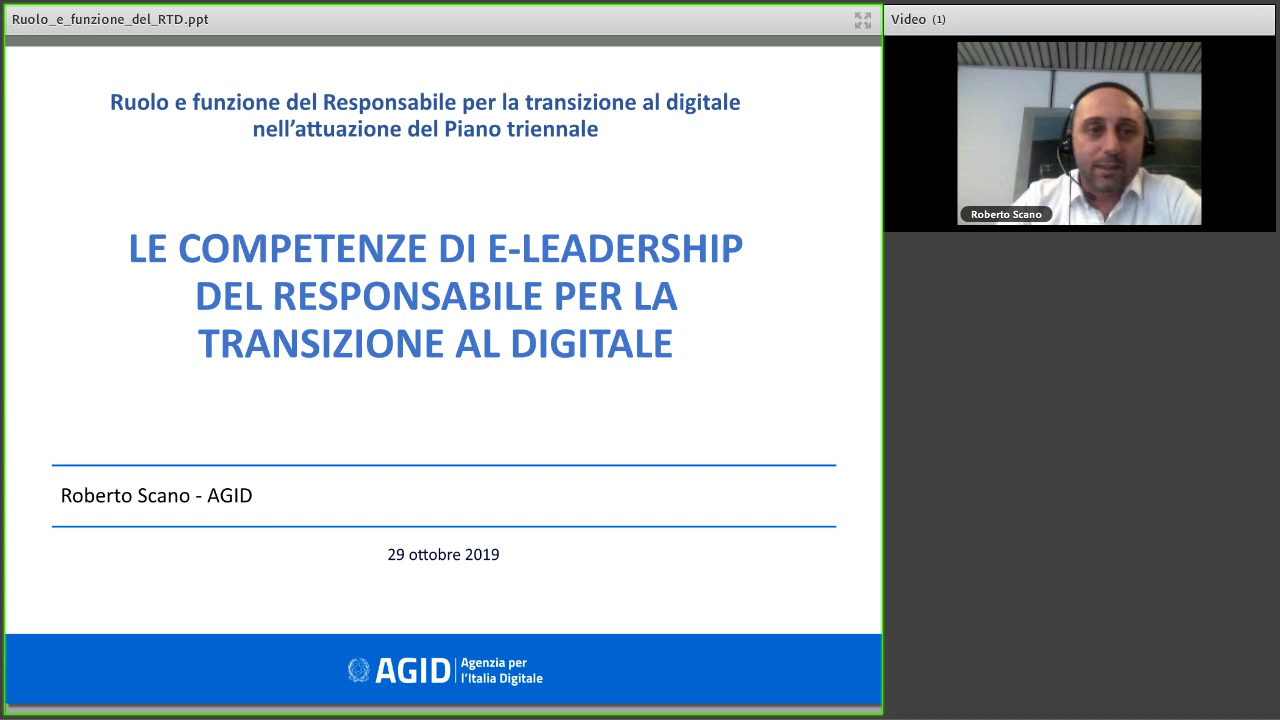 Ruolo_e_funzione_del_RTD.ppt
Video (1)
Ruolo e funzione del Responsabile per la transizione al digitale
nell'attuazione del Piano triennale
LE COMPETENZE DI E-LEADERSHIP
DEL RESPONSABILE PER LA
TRANSIZIONE AL DIGITALE
Roberto Scano - AGID
29 ottobre 2019
AGID
Agenzia per
l'Italia Digitale
Roberto Scano